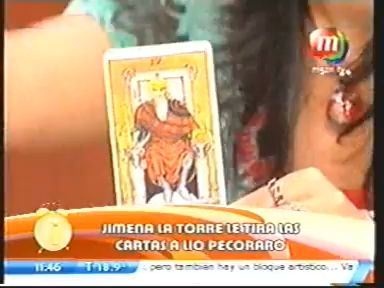 IV
m
JIMENA LA TORRE LE TIRA LAS
CARTAS A LIO PECORARO
11:46 T 18.9° . pero también hay un bloque artístico... Va